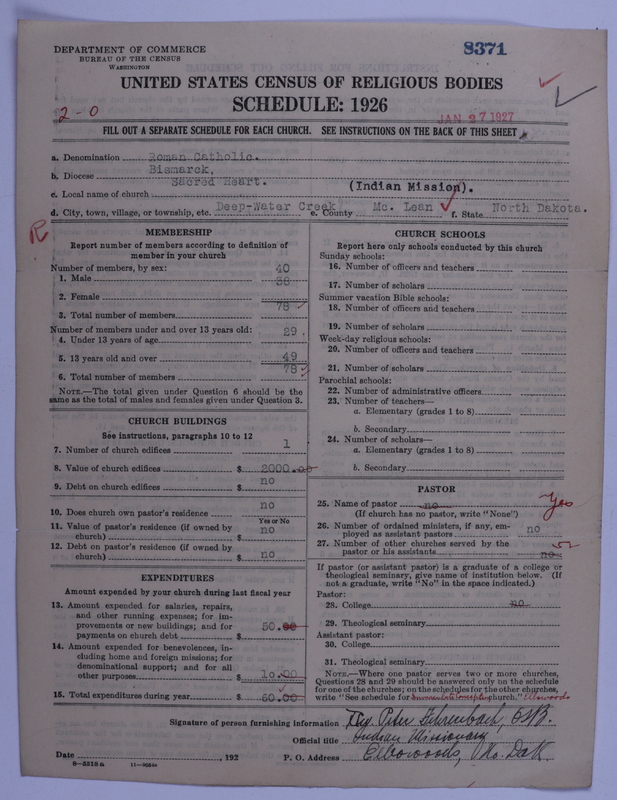 DEPARTMENT OF COMMERCE
BUREAU OF THE CENSUS
WASHINGTON
8371
UNITED STATES CENSUS OF RELIGIOUS BODIES
SCHEDULE: 1926
2-0
JAN 27 1927
FILL OUT A SEPARATE SCHEDULE FOR EACH CHURCH. SEE INSTRUCTIONS ON THE BACK OF THIS SHEET
a. Denomination Roman Catholic.
b. Diocese Bismarck,
c. Local name of church Sacred Heart. (Indian Mission).
d. City, town, village, or township, etc. Deep-Water Creek e. County Mc. Lean f. State North Dakota.
R
MEMBERSHIP
Report number of members according to definition of
member in your church
Number of members, by sex:
1. Male 40
2. Female 38
3. Total number of members 78
Number of members under and over 13 years old:
4. Under 13 years of age 29.
5. 13 years old and over 49
6. Total number of members 78
NOTE.—The total given under Question 6 should be the
same as the total of males and females given under Question 3.
CHURCH BUILDINGS
See instructions, paragraphs 10 to 12
7. Number of church edifices 1
8. Value of church edifices $ 2000.00
9. Debt on church edifices $ no
10. Does church own pastor's residence no
Yes or No
11. Value of pastor's residence (if owned by
church) $
12. Debt on pastor's residence (if owned by
church) $ no
EXPENDITURES
Amount expended by your church during last fiscal year
13. Amount expended for salaries, repairs,
and other running expenses; for im-
provements or new buildings; and for
payments on church debt $ 50.00
14. Amount expended for benevolences, in-
cluding home and foreign missions; for
denominational support; and for all
other purposes $ 10.00
15. Total expenditures during year $ 60.00
CHURCH SCHOOLS
Report here only schools conducted by this church
Sunday schools:
16. Number of officers and teachers
17. Number of scholars
Summer vacation Bible schools:
18. Number of officers and teachers
19. Number of scholars
Week-day religious schools:
20. Number of officers and teachers
21. Number of scholars
Parochial schools:
22. Number of administrative officers
23. Number of teachers—
a. Elementary (grades 1 to 8)
b. Secondary
24. Number of scholars—
a. Elementary (grades 1 to 8)
b. Secondary
PASTOR
25. Name of pastor no Yes
(If church has no pastor, write "None")
26. Number of ordained ministers, if any, em-
ployed as assistant pastors no
27. Number of other churches served by the
pastor or his assistants no
If pastor (or assistant pastor) is a graduate of a college or
theological seminary, give name of institution below. (If
not a graduate, write "No" in the space indicated.)
Pastor:
28. College no
29. Theological seminary
Assistant pastor:
30. College
31. Theological seminary
NOTE.—Where one pastor serves two or more churches,
Questions 28 and 29 should be answered only on the schedule
for one of the churches; on the schedules for the other churches,
write "See schedule for church." Elbowoods
Signature of person furnishing information Rev. Peter Fehrenbach, O.S.B.
Official title Indian Missionary
Date , 192 P. O. Address Elbowoods, No. Dak.
8—5318a 11—9554a